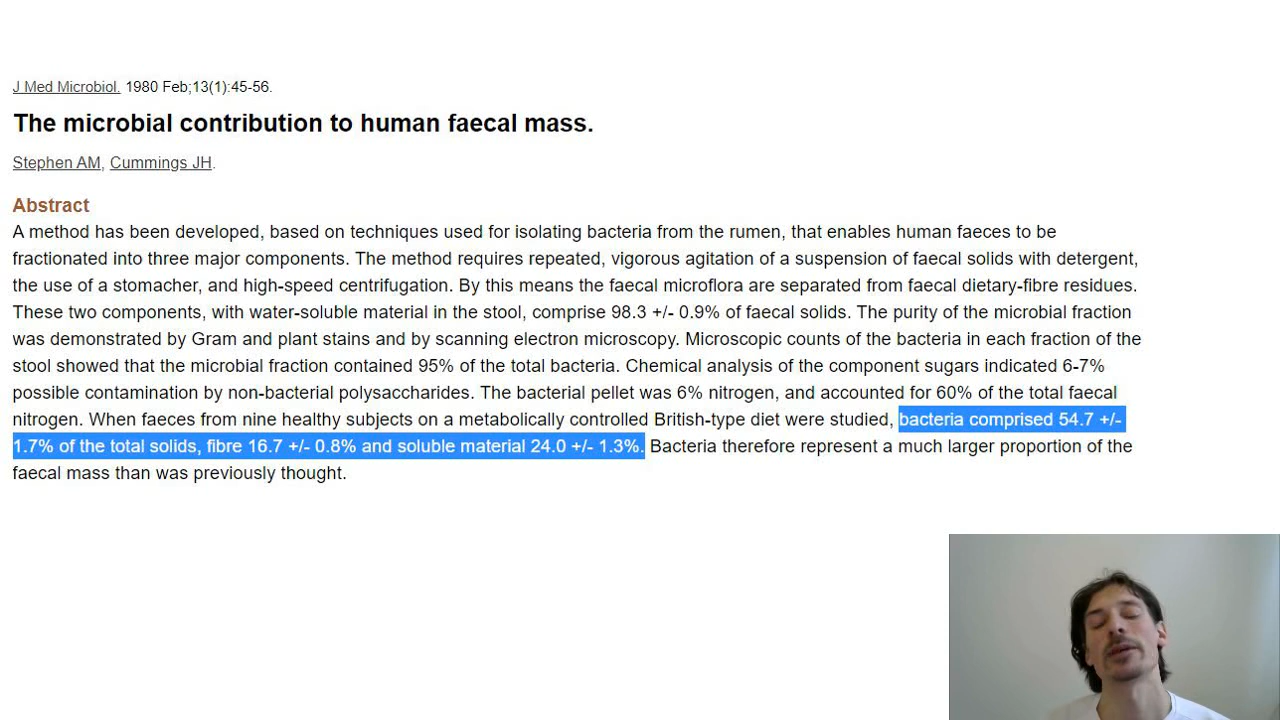 J Med Microbiol. 1980 Feb;13(1):45-56.
The microbial contribution to human faecal mass.
Stephen AM, Cummings JH.
Abstract
A method has been developed, based on techniques used for isolating bacteria from the rumen, that enables human faeces to be
fractionated into three major components. The method requires repeated, vigorous agitation of a suspension of faecal solids with detergent,
the use of a stomacher, and high-speed centrifugation. By this means the faecal microflora are separated from faecal dietary-fibre residues.
These two components, with water-soluble material in the stool, comprise 98.3 +/- 0.9% of faecal solids. The purity of the microbial fraction
was demonstrated by Gram and plant stains and by scanning electron microscopy. Microscopic counts of the bacteria in each fraction of the
stool showed that the microbial fraction contained 95% of the total bacteria. Chemical analysis of the component sugars indicated 6-7%
possible contamination by non-bacterial polysaccharides. The bacterial pellet was 6% nitrogen, and accounted for 60% of the total faecal
nitrogen. When faeces from nine healthy subjects on a metabolically controlled British-type diet were studied, bacteria comprised 54.7 +/-
1.7% of the total solids, fibre 16.7 +/- 0.8% and soluble material 24.0 +/- 1.3%. Bacteria therefore represent a much larger proportion of the
faecal mass than was previously thought.